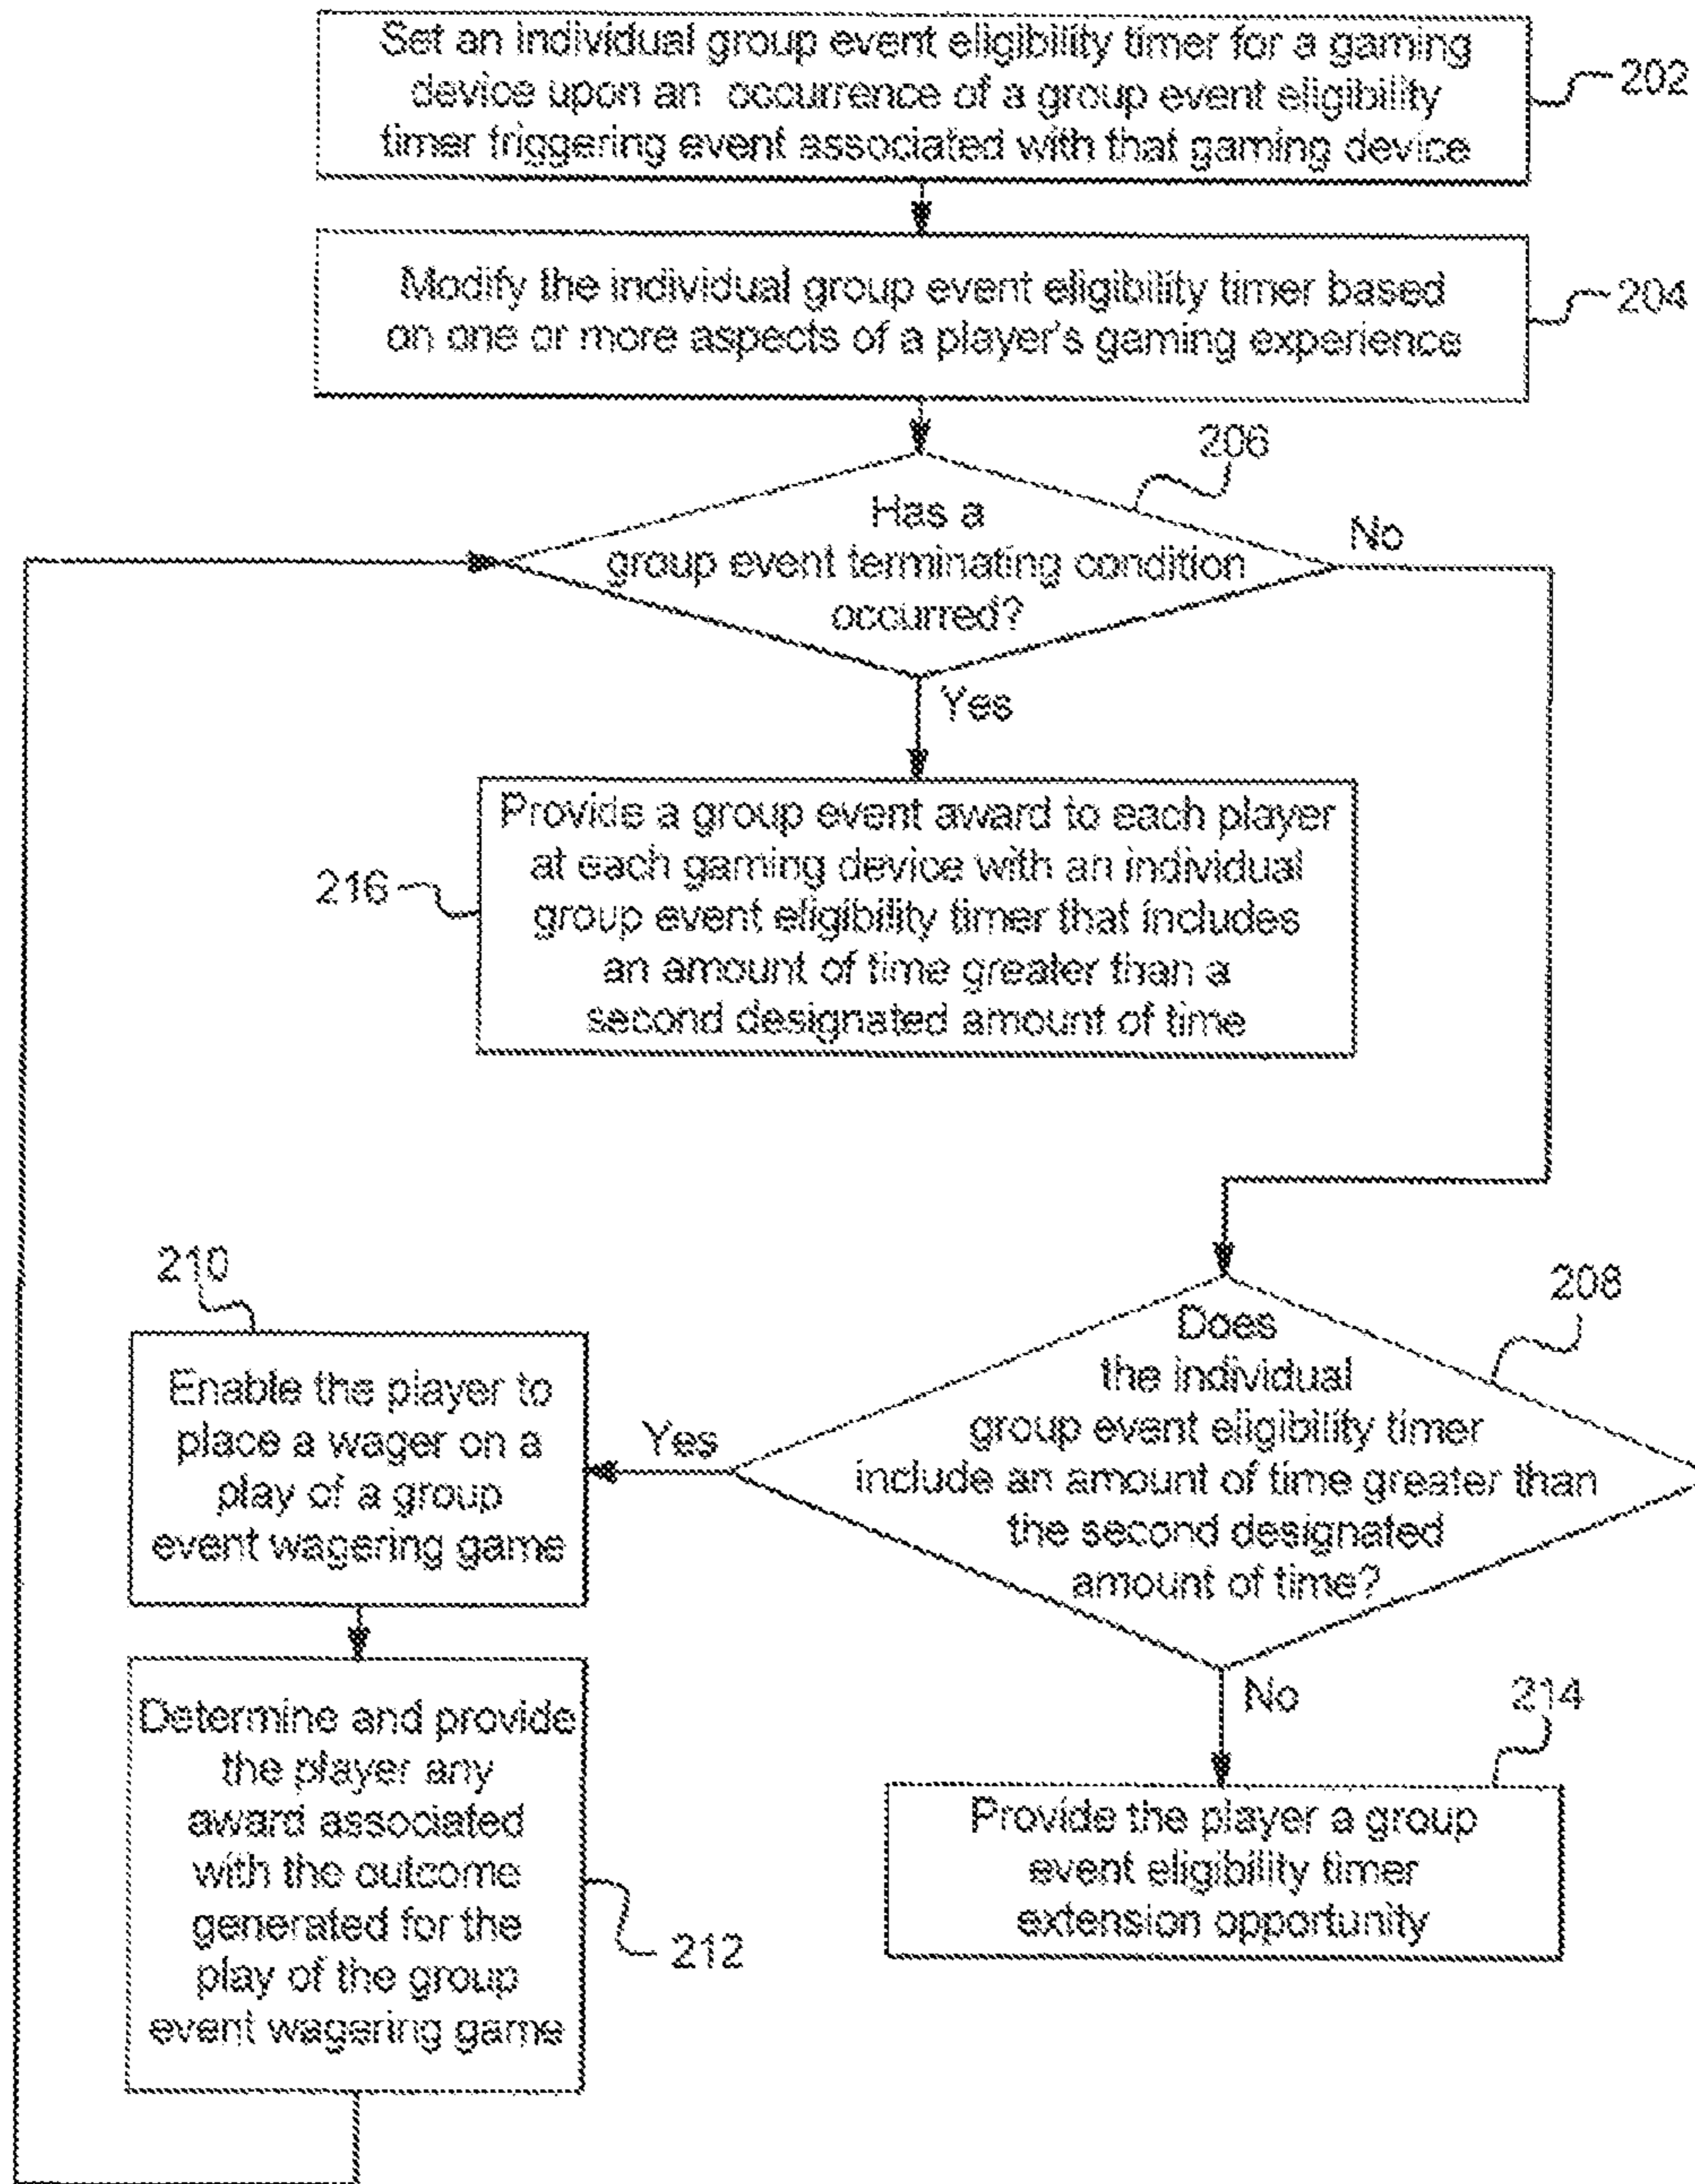 Set an individual group event eligibility timer for a gaming
device upon an occurrence of a group event eligibility
timer triggering event associated with that gaming device
202
Modify the individual group event eligibility timer based
on one or more aspects of a player's gaming experience
204
206
Has a
group event terminating condition
occurred?
No
Yes
Provide a group event award to each player
at each gaming device with an individual
group event eligibility timer that includes
an amount of time greater than a
second designated amount of time
216
208
Does
the individual
group event eligibility timer
include an amount of time greater than
the second designated
amount of time?
Yes
No
210
Enable the player to
place a wager on a
play of a group
event wagering game
Determine and provide
the player any
award associated
with the outcome
generated for the
play of the group
event wagering game
212
214
Provide the player a group
event eligibility timer
extension opportunity